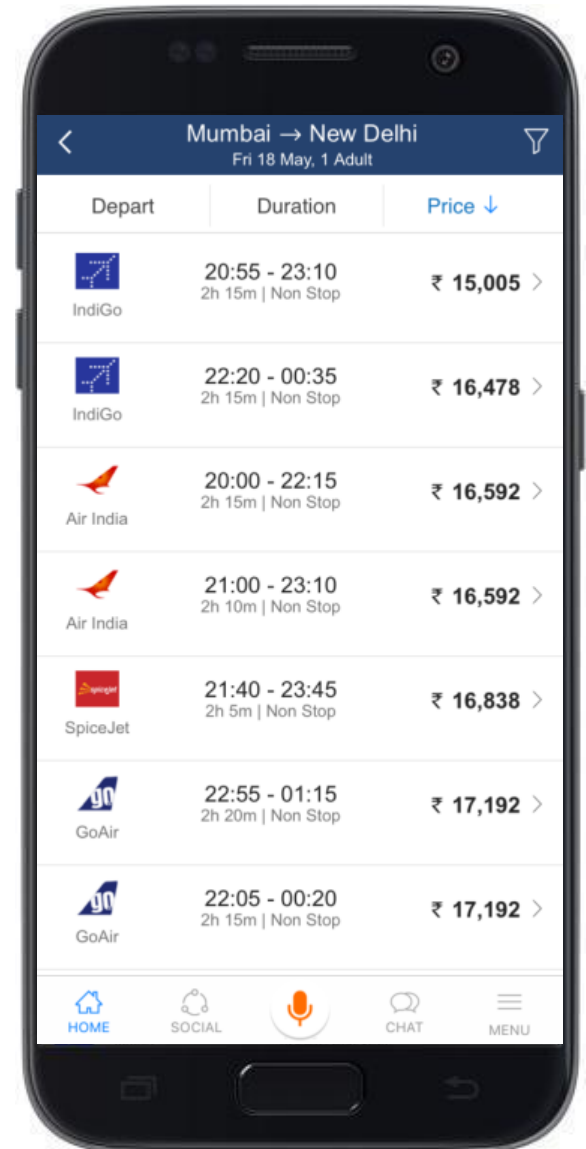 Mumbai → New Delhi
Fri 18 May, 1 Adult
Depart Duration Price ↓
20:55 - 23:10
2h 15m | Non Stop
₹ 15,005
IndiGo
22:20 - 00:35
2h 15m | Non Stop
₹ 16,478
IndiGo
20:00 - 22:15
2h 15m | Non Stop
₹ 16,592
Air India
21:00 - 23:10
2h 10m | Non Stop
₹ 16,592
Air India
spicejet
21:40 - 23:45
2h 5m | Non Stop
₹ 16,838
SpiceJet
go
22:55 - 01:15
2h 20m | Non Stop
₹ 17,192
GoAir
go
22:05 - 00:20
2h 15m | Non Stop
₹ 17,192
GoAir
HOME SOCIAL CHAT MENU